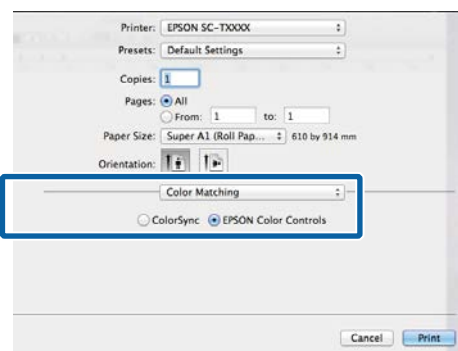 Printer: EPSON SC-TXXXX
Presets: Default Settings
Copies: 1
Pages: All
From: 1 to: 1
Paper Size: Super A1 (Roll Pap... 610 by 914 mm
Orientation:
Color Matching
ColorSync EPSON Color Controls
Cancel Print